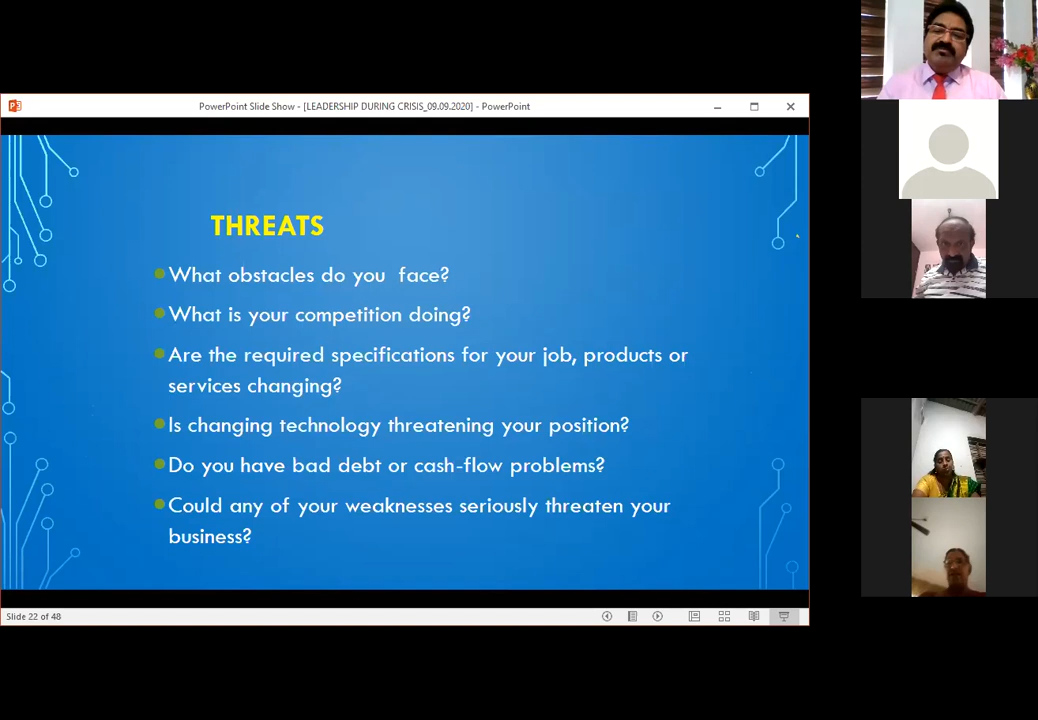 PowerPoint Slide Show - [LEADERSHIP DURING CRISIS_09.09.2020] - PowerPoint
THREATS
What obstacles do you face?
What is your competition doing?
Are the required specifications for your job, products or
services changing?
Is changing technology threatening your position?
Do you have bad debt or cash-flow problems?
Could any of your weaknesses seriously threaten your
business?
Slide 22 of 48